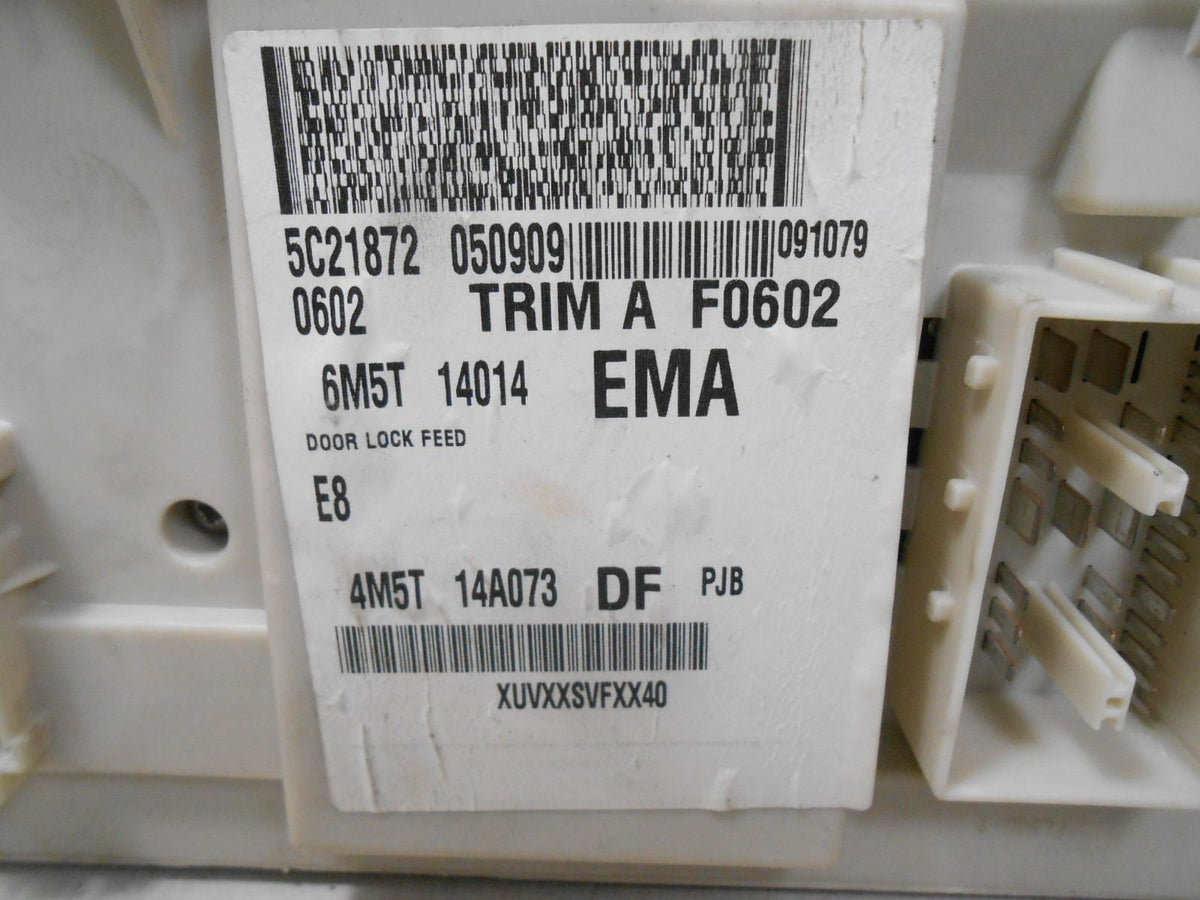 5C21872 050909 091079
0602 TRIM A F0602
6M5T 14014 EMA
DOOR LOCK FEED
E8
4M5T 14A073 DF PJB
XUVXXSVFXX40